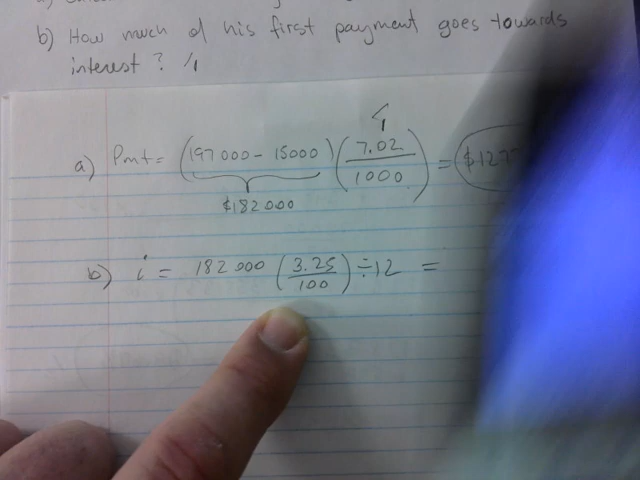 b) How much of his first payment goes towards
interest? /1
a) Pmt = (197 000 - 15000) (7.02/1000) = $127
$182 000
b) i = 182 000 (3.25/100) ÷ 12 =